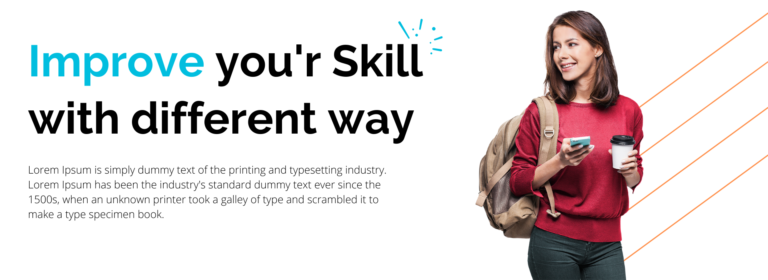 Improve you'r Skill
with different way
Lorem Ipsum is simply dummy text of the printing and typesetting industry.
Lorem Ipsum has been the industry's standard dummy text ever since the
1500s, when an unknown printer took a galley of type and scrambled it to
make a type specimen book.